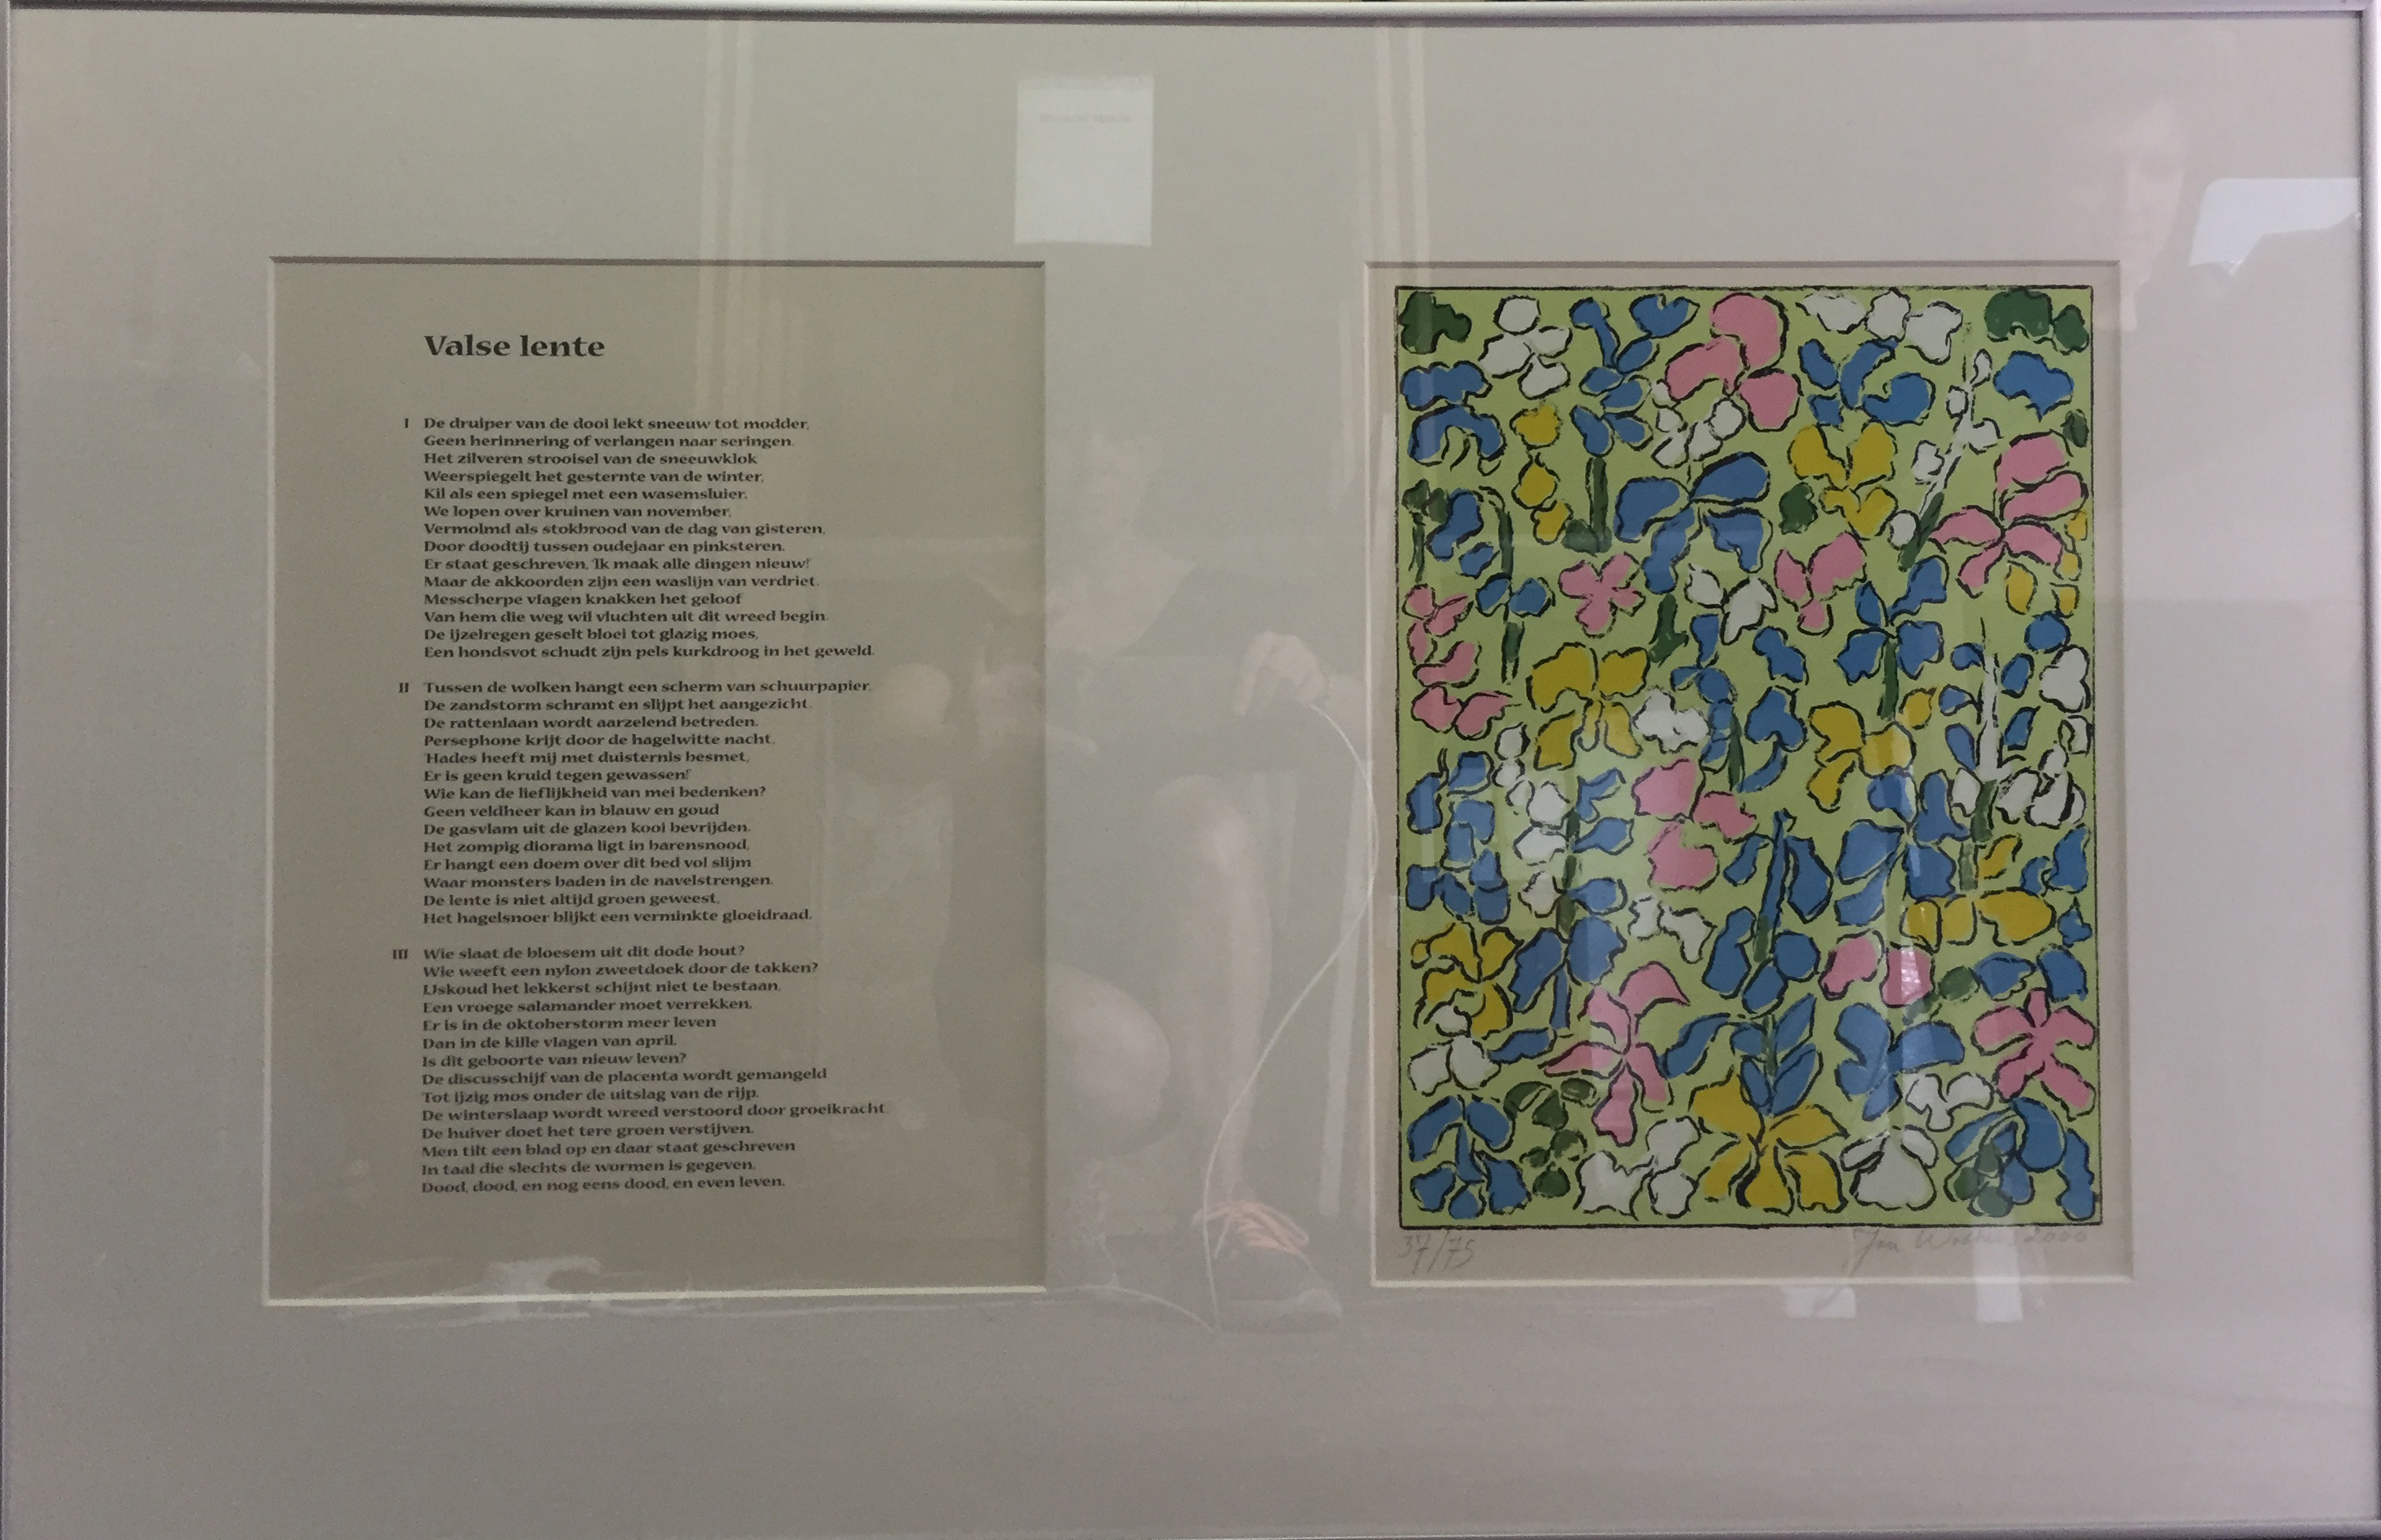 Valse lente
I De druiper van de dooi lekt sneeuw tot modder,
Geen herinnering of verlangen naar seringen.
Het zilveren strooisel van de sneeuwklok
Weerspiegelt het gesternte van de winter,
Kil als een spiegel met een wasemsluier.
We lopen over kruinen van november,
Vermolmd als stokbrood van de dag van gisteren,
Door doodtij tussen oudejaar en pinksteren.
Er staat geschreven, 'Ik maak alle dingen nieuw!'
Maar de akkoorden zijn een waslijn van verdriet.
Messcherpe vlagen knakken het geloof
Van hem die weg wil vluchten uit dit wreed begin.
De ijzelregen geselt bloei tot glazig moes,
Een hondsvot schudt zijn pels kurkdroog in het geweld.
II Tussen de wolken hangt een scherm van schuurpapier.
De zandstorm schramt en slijpt het aangezicht.
De rattenlaan wordt aarzelend betreden.
Persephone krijt door de hagelwitte nacht,
'Hades heeft mij met duisternis besmet,
Er is geen kruid tegen gewassen!'
Wie kan de lieflijkheid van mei bedenken?
Geen veldheer kan in blauw en goud
De gasvlam uit de glazen kooi bevrijden.
Het zompig diorama ligt in barensnood,
Er hangt een doem over dit bed vol slijm
Waar monsters baden in de navelstrengen.
De lente is niet altijd groen geweest,
Het hagelsnoer blijkt een verminkte gloeidraad.
III Wie slaat de bloesem uit dit dode hout?
Wie weeft een nylon zweetdoek door de takken?
IJskoud het lekkerst schijnt niet te bestaan,
Een vroege salamander moet verrekken.
Er is in de oktoberstorm meer leven
Dan in de kille vlagen van april.
Is dit geboorte van nieuw leven?
De discusschijf van de placenta wordt gemangeld
Tot ijzig mos onder de uitslag van de rijp.
De winterslaap wordt wreed verstoord door groeikracht.
De huiver doet het tere groen verstijven.
Men tilt een blad op en daar staat geschreven
In taal die slechts de wormen is gegeven,
Dood, dood, en nog eens dood, en even leven.
37/75
Jan Wolkers 2000